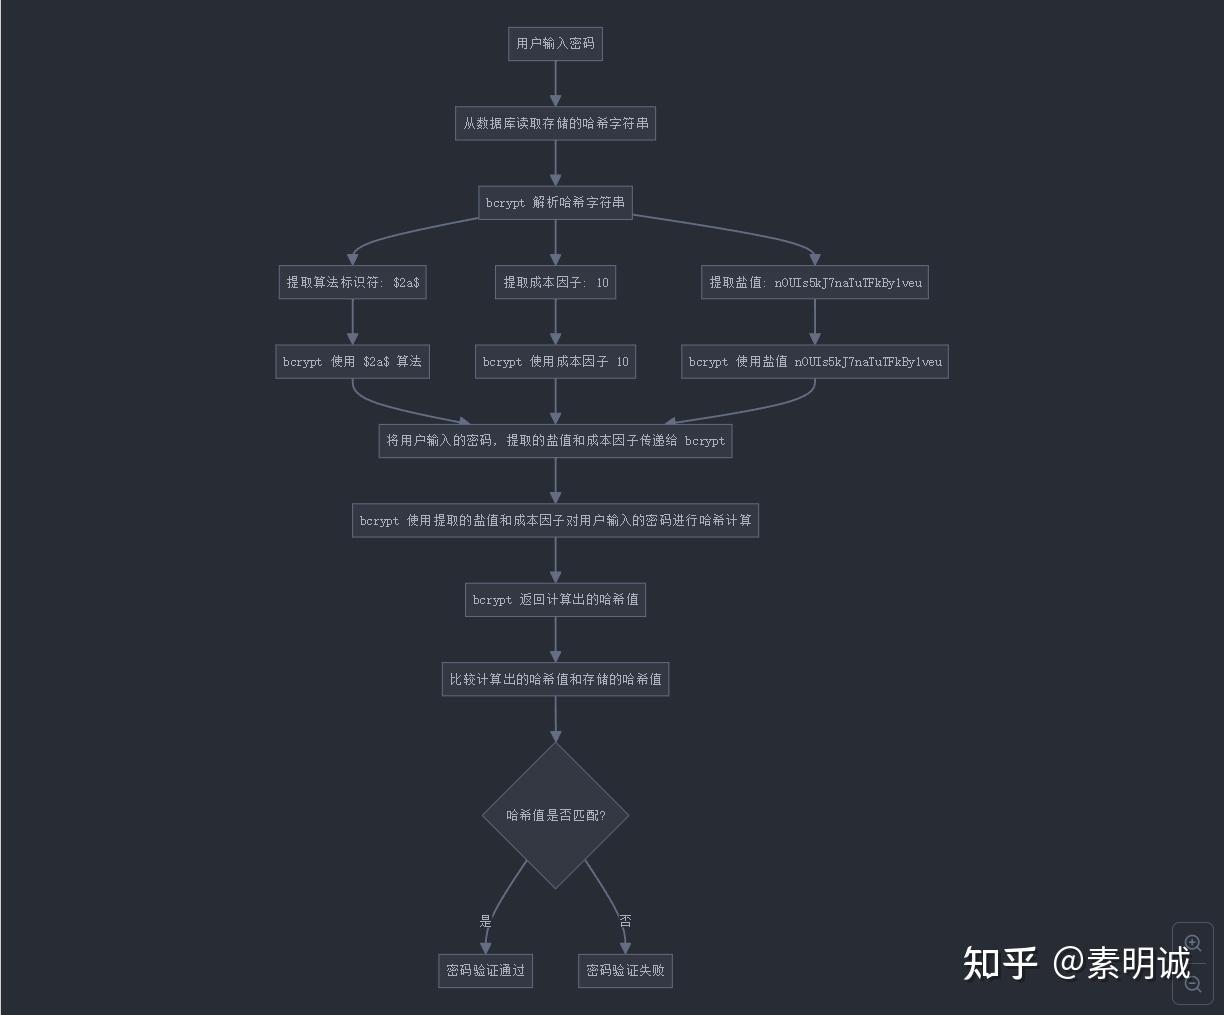 用户输入密码
从数据库读取存储的哈希字符串
bcrypt 解析哈希字符串
提取算法标识符: $2a$
提取成本因子: 10
提取盐值: nOUIs5kJ7naTuTFkBy1veu
bcrypt 使用 $2a$ 算法
bcrypt 使用成本因子 10
bcrypt 使用盐值 nOUIs5kJ7naTuTFkBy1veu
将用户输入的密码, 提取的盐值和成本因子传递给 bcrypt
bcrypt 使用提取的盐值和成本因子对用户输入的密码进行哈希计算
bcrypt 返回计算出的哈希值
比较计算出的哈希值和存储的哈希值
哈希值是否匹配?
是
否
密码验证通过
密码验证失败
知乎 @素明诚